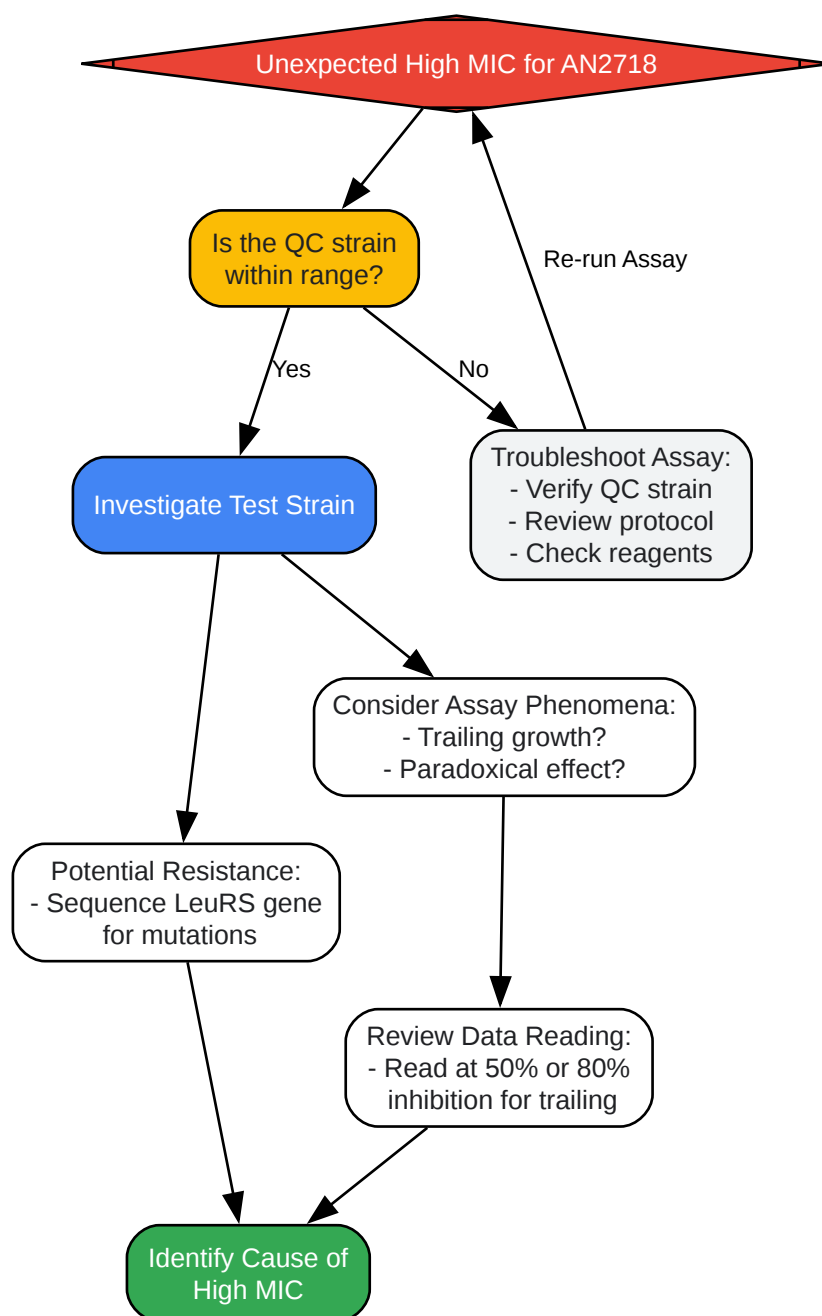 Unexpected High MIC for AN2718
Is the QC strain
within range?
Re-run Assay
Yes
No
Troubleshoot Assay:
- Verify QC strain
- Review protocol
- Check reagents
Investigate Test Strain
Consider Assay Phenomena:
- Trailing growth?
- Paradoxical effect?
Potential Resistance:
- Sequence LeuRS gene
for mutations
Review Data Reading:
- Read at 50% or 80%
inhibition for trailing
Identify Cause of
High MIC